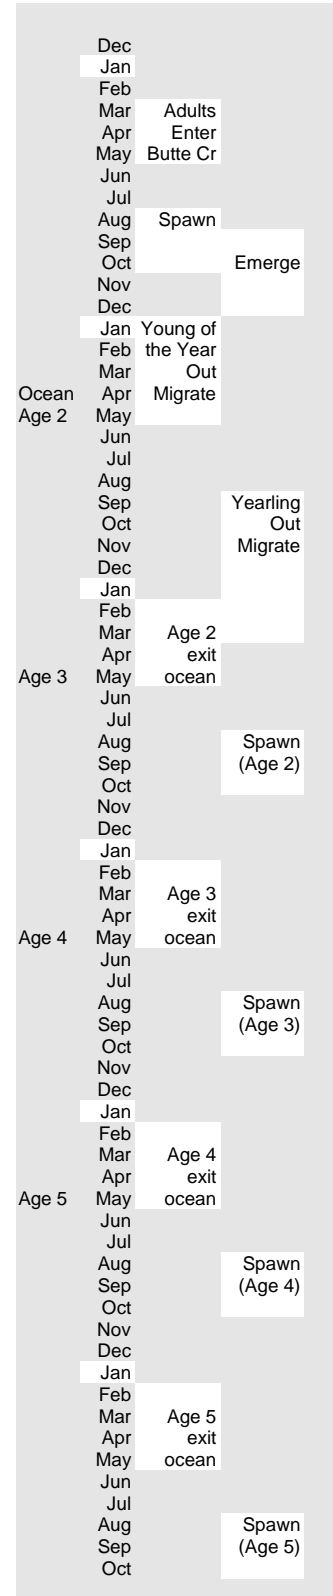 Dec
Jan
Feb
Mar Adults
Apr Enter
May Butte Cr
Jun
Jul
Aug Spawn
Sep
Oct Emerge
Nov
Dec
Jan Young of
Feb the Year
Mar Out
Ocean Apr Migrate
Age 2 May
Jun
Jul
Aug
Sep Yearling
Oct Out
Nov Migrate
Dec
Jan
Feb
Mar Age 2
Apr exit
Age 3 May ocean
Jun
Jul
Aug Spawn
Sep (Age 2)
Oct
Nov
Dec
Jan
Feb
Mar Age 3
Apr exit
Age 4 May ocean
Jun
Jul
Aug Spawn
Sep (Age 3)
Oct
Nov
Dec
Jan
Feb
Mar Age 4
Apr exit
Age 5 May ocean
Jun
Jul
Aug Spawn
Sep (Age 4)
Oct
Nov
Dec
Jan
Feb
Mar Age 5
Apr exit
May ocean
Jun
Jul
Aug Spawn
Sep (Age 5)
Oct